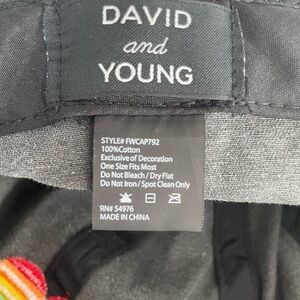 DAVID
and
YOUNG
STYLE# FWCAP792
100%Cotton
Exclusive of Decoration
One Size Fits Most
Do Not Bleach / Dry Flat
Do Not Iron / Spot Clean Only
RN# 54976
MADE IN CHINA